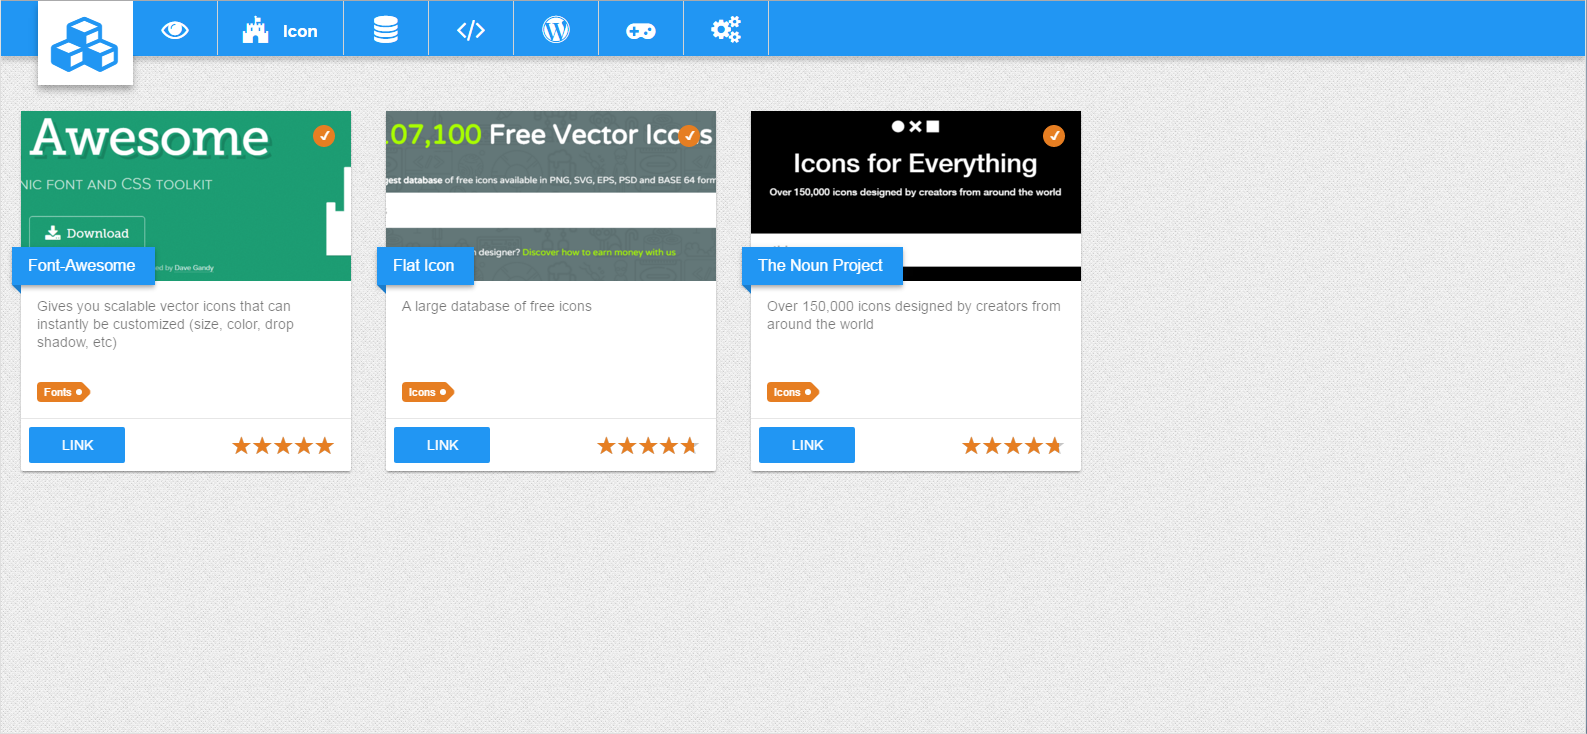 Icon
Awesome
NIC FONT AND CSS TOOLKIT
Download
by Dave Gandy
Font-Awesome
Gives you scalable vector icons that can
instantly be customized (size, color, drop
shadow, etc)
Fonts
LINK
107,100 Free Vector Icons
gest database of free icons available in PNG, SVG, EPS, PSD and BASE 64 form
designer? Discover how to earn money with us
Flat Icon
A large database of free icons
Icons
LINK
Icons for Everything
Over 150,000 icons designed by creators from around the world
The Noun Project
Over 150,000 icons designed by creators from
around the world
Icons
LINK